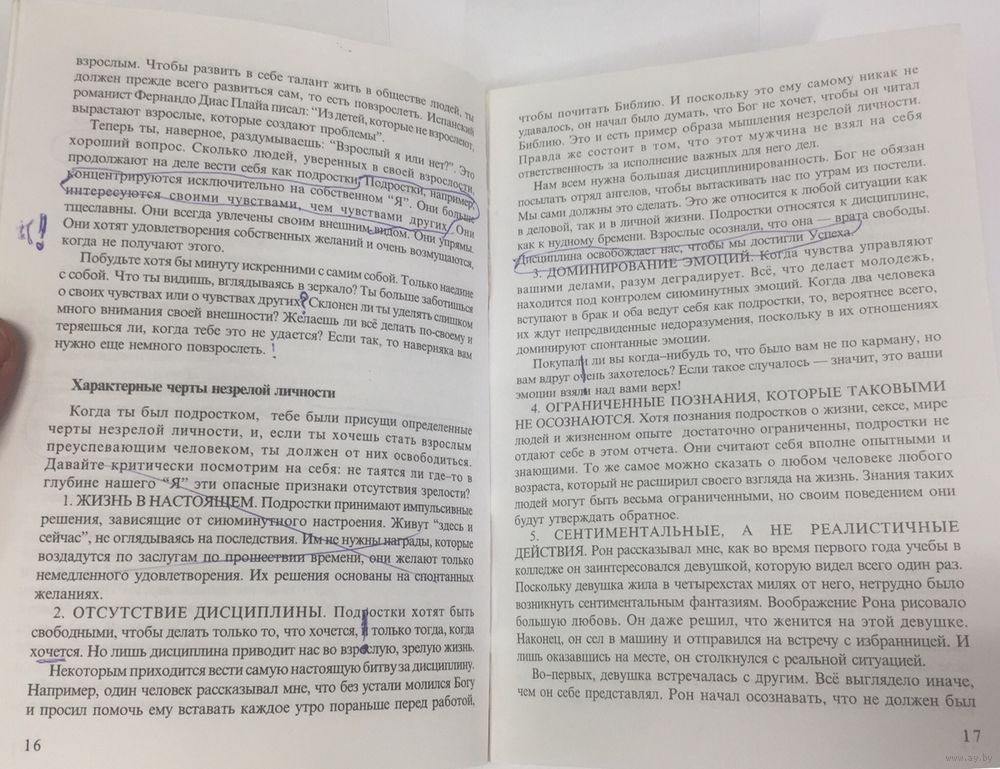 взрослым. Чтобы развить в себе талант жить в обществе людей, ты
должен прежде всего развиться сам, то есть повзрослеть. Испанский
романист Фернандо Диас Плайа писал: “Из детей, которые не взрослеют,
вырастают взрослые, которые создают проблемы”.
Теперь ты, наверное, раздумываешь: “Взрослый я или нет?”. Это
хороший вопрос. Сколько людей, уверенных в своей взрослости,
продолжают на деле вести себя как подростки. Подростки, например,
концентрируются исключительно на собственном “Я”. Они больше
интересуются своими чувствами, чем чувствами других. Они
тщеславны. Они всегда увлечены своим внешним видом. Они упрямы.
Они хотят удовлетворения собственных желаний и очень возмущаются,
когда не получают этого.
Побудьте хотя бы минуту искренними с самим собой. Только наедине
с собой. Что ты видишь, вглядываясь в зеркало? Ты больше заботишься
о своих чувствах или о чувствах других? Склонен ли ты уделять слишком
много внимания своей внешности? Желаешь ли всё делать по-своему и
теряешься ли, когда тебе это не удается? Если так, то наверняка вам
нужно еще немного повзрослеть.
Характерные черты незрелой личности
Когда ты был подростком, тебе были присущи определенные
черты незрелой личности, и, если ты хочешь стать взрослым
преуспевающим человеком, ты должен от них освободиться.
Давайте критически посмотрим на себя: не таятся ли где–то в
глубине нашего “Я” эти опасные признаки отсутствия зрелости?
1. ЖИЗНЬ В НАСТОЯЩЕМ. Подростки принимают импульсивные
решения, зависящие от сиюминутного настроения. Живут “здесь и
сейчас”, не оглядываясь на последствия. Им не нужны награды, которые
воздадутся по заслугам по прошествии времени, они желают только
немедленного удовлетворения. Их решения основаны на спонтанных
желаниях.
2. ОТСУТСТВИЕ ДИСЦИПЛИНЫ. Подростки хотят быть
свободными, чтобы делать только то, что хочется, и только тогда, когда
хочется. Но лишь дисциплина приводит нас во взрослую, зрелую жизнь.
Некоторым приходится вести самую настоящую битву за дисциплину.
Например, один человек рассказывал мне, что без устали молился Богу
и просил помочь ему вставать каждое утро пораньше перед работой,
16
чтобы почитать Библию. И поскольку это ему самому никак не
удавалось, он начал было думать, что Бог не хочет, чтобы он читал
Библию. Это и есть пример образа мышления незрелой личности.
Правда же состоит в том, что этот мужчина не взял на себя
ответственность за исполнение важных для него дел.
Нам всем нужна большая дисциплинированность. Бог не обязан
посылать отряд ангелов, чтобы вытаскивать нас по утрам из постели.
Мы сами должны это сделать. Это же относится к любой ситуации как
в деловой, так и в личной жизни. Подростки относятся к дисциплине,
как к нудному бремени. Взрослые осознали, что она — врата свободы.
Дисциплина освобождает нас, чтобы мы достигли Успеха.
3. ДОМИНИРОВАНИЕ ЭМОЦИЙ. Когда чувства управляют
вашими делами, разум деградирует. Всё, что делает молодежь,
находится под контролем сиюминутных эмоций. Когда два человека
вступают в брак и оба ведут себя как подростки, то, вероятнее всего,
их ждут непредвиденные недоразумения, поскольку в их отношениях
доминируют спонтанные эмоции.
Покупали ли вы когда–нибудь то, что было вам не по карману, но
вам вдруг очень захотелось? Если такое случалось — значит, это ваши
эмоции взяли над вами верх!
4. ОГРАНИЧЕННЫЕ ПОЗНАНИЯ, КОТОРЫЕ ТАКОВЫМИ
НЕ ОСОЗНАЮТСЯ. Хотя познания подростков о жизни, сексе, мире
людей и жизненном опыте достаточно ограниченны, подростки не
отдают себе в этом отчета. Они считают себя вполне опытными и
знающими. То же самое можно сказать о любом человеке любого
возраста, который не расширил своего взгляда на жизнь. Знания таких
людей могут быть весьма ограниченными, но своим поведением они
будут утверждать обратное.
5. СЕНТИМЕНТАЛЬНЫЕ, А НЕ РЕАЛИСТИЧНЫЕ
ДЕЙСТВИЯ. Рон рассказывал мне, как во время первого года учебы в
колледже он заинтересовался девушкой, которую видел всего один раз.
Поскольку девушка жила в четырехстах милях от него, нетрудно было
возникнуть сентиментальным фантазиям. Воображение Рона рисовало
большую любовь. Он даже решил, что женится на этой девушке.
Наконец, он сел в машину и отправился на встречу с избранницей. И
лишь оказавшись на месте, он столкнулся с реальной ситуацией.
Во-первых, девушка встречалась с другим. Всё выглядело иначе,
чем он себе представлял. Рон начал осознавать, что не должен был
17
www.ay.by